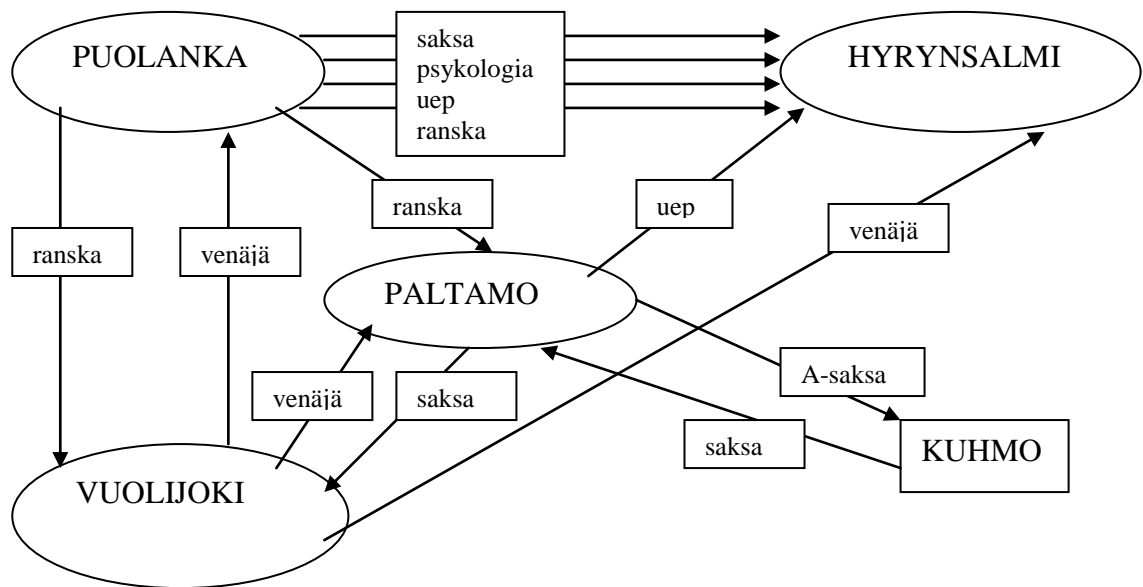 PUOLANKA
saksa
psykologia
uep
ranska
HYRYNSALMI
ranska
uep
venäjä
ranska
venäjä
PALTAMO
venäjä
saksa
A-saksa
saksa
KUHMO
VUOLIJOKI